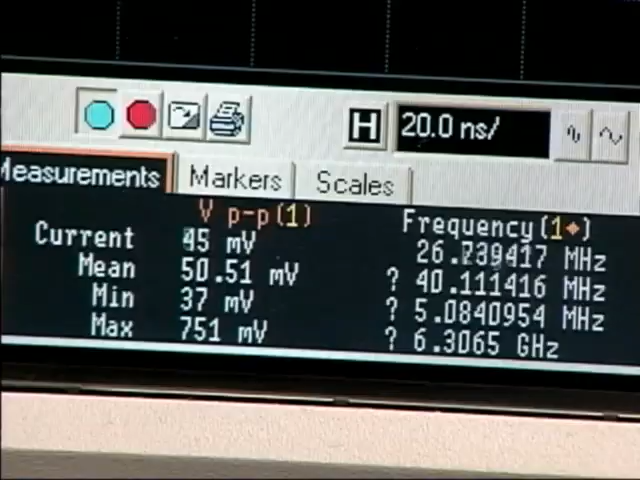 H 20.0 ns/
Measurements Markers Scales
V p-p(1) Frequency(1)
Current 45 mV 26.739417 MHz
Mean 50.51 mV ? 40.111416 MHz
Min 37 mV ? 5.0840954 MHz
Max 751 mV ? 6.3065 GHz